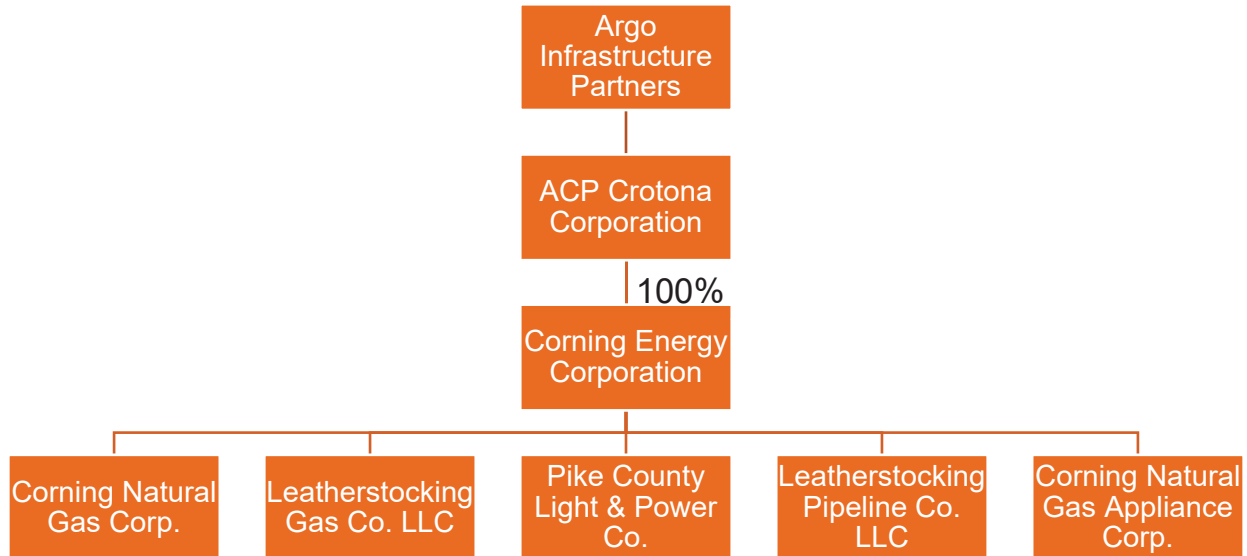 Argo
Infrastructure
Partners
ACP Crotona
Corporation
100%
Corning Energy
Corporation
Corning Natural
Gas Corp.
Leatherstocking
Gas Co. LLC
Pike County
Light & Power
Co.
Leatherstocking
Pipeline Co.
LLC
Corning Natural
Gas Appliance
Corp.